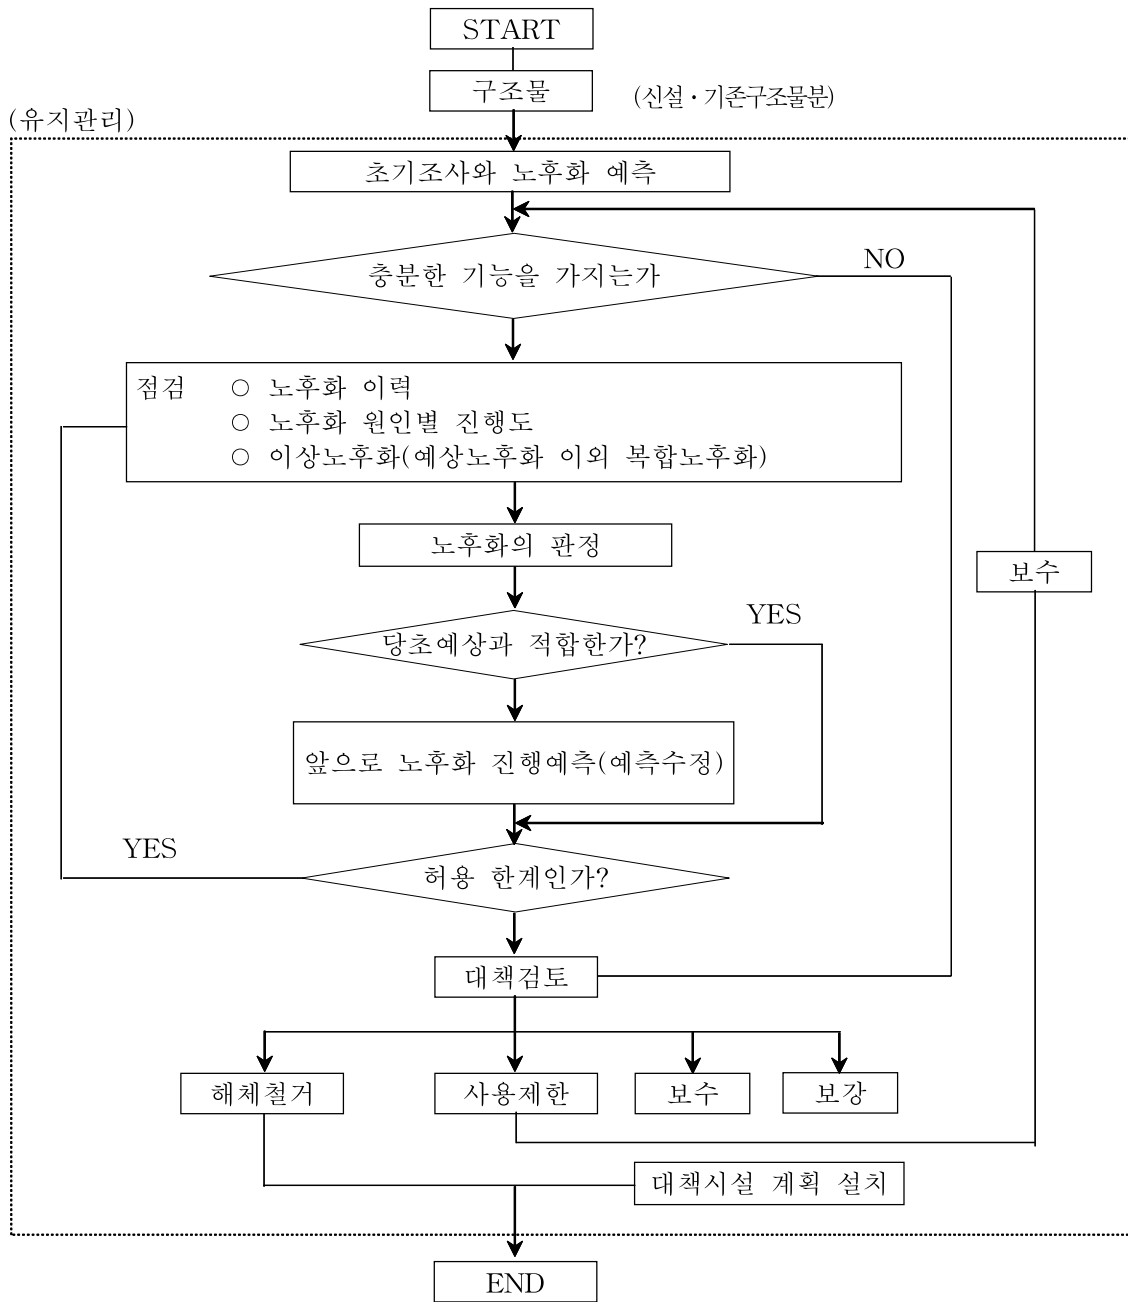 START
구조물
(신설·기존구조물분)
(유지관리)
초기조사와 노후화 예측
충분한 기능을 가지는가
NO
점검 ○ 노후화 이력
○ 노후화 원인별 진행도
○ 이상노후화(예상노후화 이외 복합노후화)
노후화의 판정
보수
YES
당초예상과 적합한가?
앞으로 노후화 진행예측(예측수정)
YES
허용 한계인가?
대책검토
해체철거
사용제한
보수
보강
대책시설 계획 설치
END